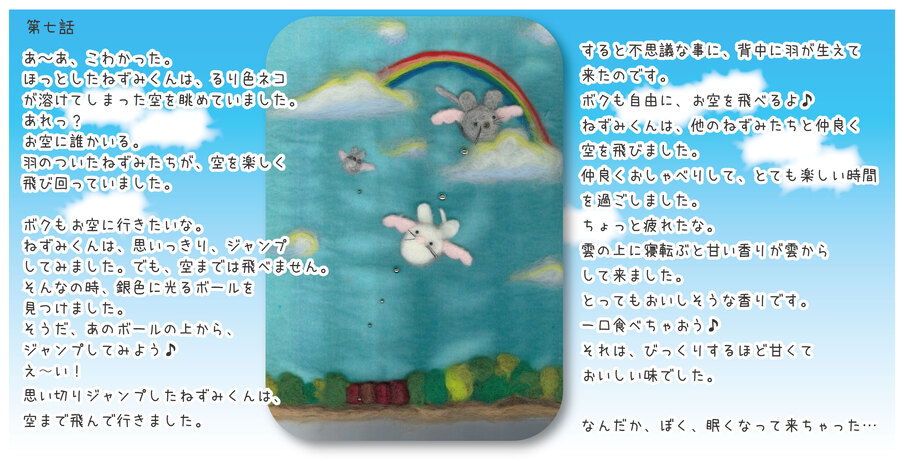 第七話
あ～あ、こわかった。
ほっとしたねずみくんは、るり色ネコ
が溶けてしまった空を眺めていました。
あれっ？
お空に誰かいる。
羽のついたねずみたちが、空を楽しく
飛び回っていました。
ボクもお空に行きたいな。
ねずみくんは、思いっきり、ジャンプ
してみました。でも、空までは飛べません。
そんなの時、銀色に光るボールを
見つけました。
そうだ、あのボールの上から、
ジャンプしてみよう♪
え～い！
思い切りジャンプしたねずみくんは、
空まで飛んで行きました。
すると不思議な事に、背中に羽が生えて
来たのです。
ボクも自由に、お空を飛べるよ♪
ねずみくんは、他のねずみたちと仲良く
空を飛びました。
仲良くおしゃべりして、とても楽しい時間
を過ごしました。
ちょっと疲れたな。
雲の上に寝転ぶと甘い香りが雲から
して来ました。
とってもおいしそうな香りです。
一口食べちゃおう♪
それは、びっくりするほど甘くて
おいしい味でした。
なんだか、ぼく、眠くなって来ちゃった…